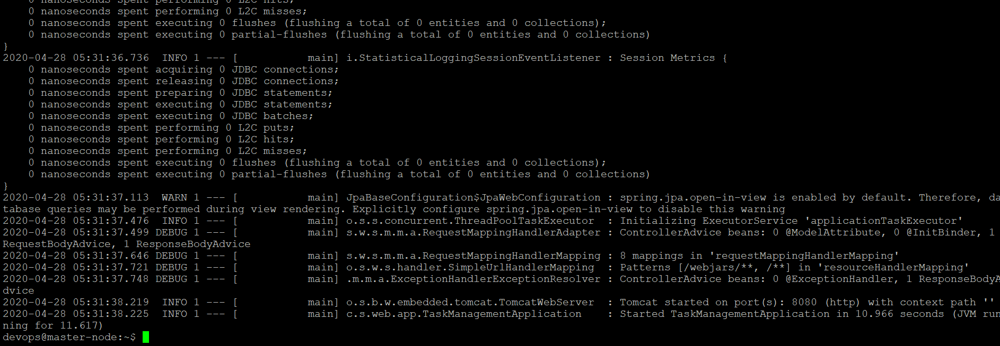 0 nanoseconds spent performing 0 L2C hits;
0 nanoseconds spent performing 0 L2C misses;
0 nanoseconds spent executing 0 flushes (flushing a total of 0 entities and 0 collections);
0 nanoseconds spent executing 0 partial-flushes (flushing a total of 0 entities and 0 collections)
}
2020-04-28 05:31:36.736  INFO 1 --- [           main] i.StatisticalLoggingSessionEventListener : Session Metrics {
0 nanoseconds spent acquiring 0 JDBC connections;
0 nanoseconds spent releasing 0 JDBC connections;
0 nanoseconds spent preparing 0 JDBC statements;
0 nanoseconds spent executing 0 JDBC statements;
0 nanoseconds spent executing 0 JDBC batches;
0 nanoseconds spent performing 0 L2C puts;
0 nanoseconds spent performing 0 L2C hits;
0 nanoseconds spent performing 0 L2C misses;
0 nanoseconds spent executing 0 flushes (flushing a total of 0 entities and 0 collections);
0 nanoseconds spent executing 0 partial-flushes (flushing a total of 0 entities and 0 collections)
}
2020-04-28 05:31:37.113  WARN 1 --- [           main] JpaBaseConfiguration$JpaWebConfiguration : spring.jpa.open-in-view is enabled by default. Therefore, da
tabase queries may be performed during view rendering. Explicitly configure spring.jpa.open-in-view to disable this warning
2020-04-28 05:31:37.476  INFO 1 --- [           main] o.s.s.concurrent.ThreadPoolTaskExecutor  : Initializing ExecutorService 'applicationTaskExecutor'
2020-04-28 05:31:37.499 DEBUG 1 --- [           main] s.w.s.m.m.a.RequestMappingHandlerAdapter : ControllerAdvice beans: 0 @ModelAttribute, 0 @InitBinder, 1
RequestBodyAdvice, 1 ResponseBodyAdvice
2020-04-28 05:31:37.646 DEBUG 1 --- [           main] s.w.s.m.m.a.RequestMappingHandlerMapping : 8 mappings in 'requestMappingHandlerMapping'
2020-04-28 05:31:37.721 DEBUG 1 --- [           main] o.s.w.s.handler.SimpleUrlHandlerMapping  : Patterns [/webjars/**, /**] in 'resourceHandlerMapping'
2020-04-28 05:31:37.748 DEBUG 1 --- [           main] .m.m.a.ExceptionHandlerExceptionResolver : ControllerAdvice beans: 0 @ExceptionHandler, 1 ResponseBodyA
dvice
2020-04-28 05:31:38.219  INFO 1 --- [           main] o.s.b.w.embedded.tomcat.TomcatWebServer  : Tomcat started on port(s): 8080 (http) with context path ''
2020-04-28 05:31:38.225  INFO 1 --- [           main] c.s.web.app.TaskManagementApplication    : Started TaskManagementApplication in 10.966 seconds (JVM run
ning for 11.617)
devops@master-node:~$